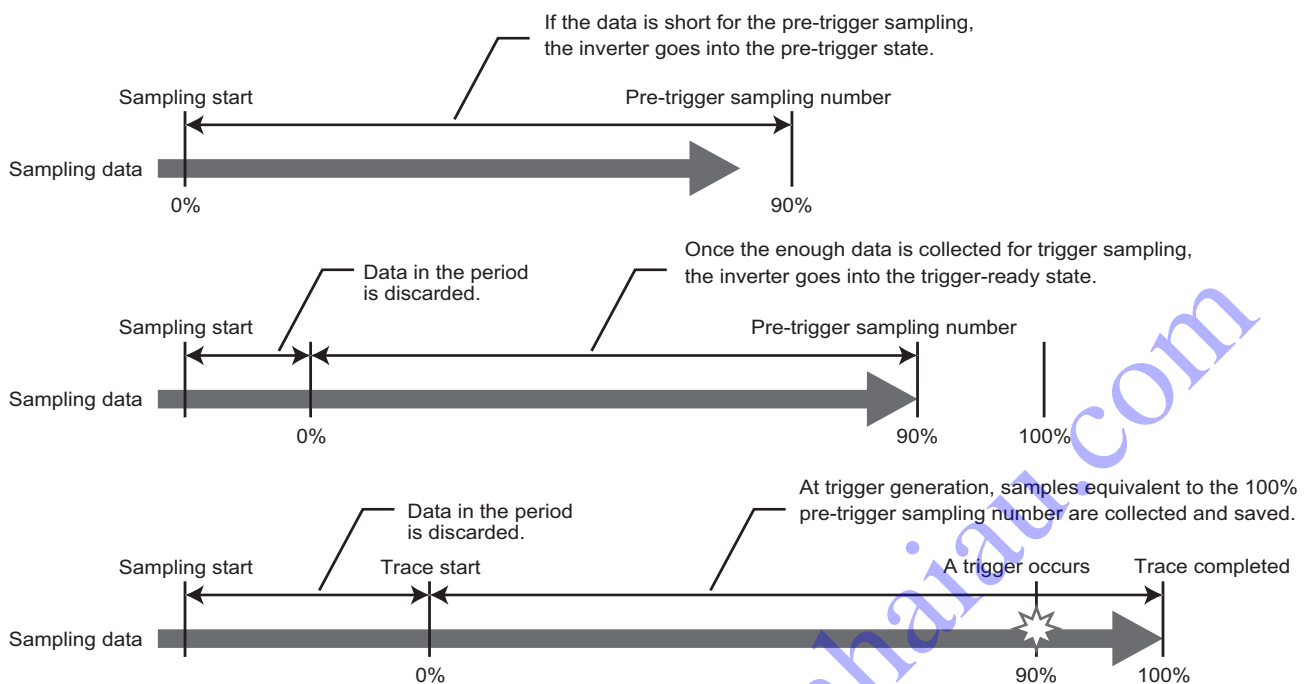 If the data is short for the pre-trigger sampling,
the inverter goes into the pre-trigger state.
Sampling start
Pre-trigger sampling number
Sampling data
0%
90%
Once the enough data is collected for trigger sampling,
the inverter goes into the trigger-ready state.
Data in the period
is discarded.
Sampling start
Pre-trigger sampling number
Sampling data
0%
90%
100%
At trigger generation, samples equivalent to the 100%
pre-trigger sampling number are collected and saved.
Data in the period
is discarded.
Sampling start
Trace start
A trigger occurs
Trace completed
Sampling data
0%
90%
100%